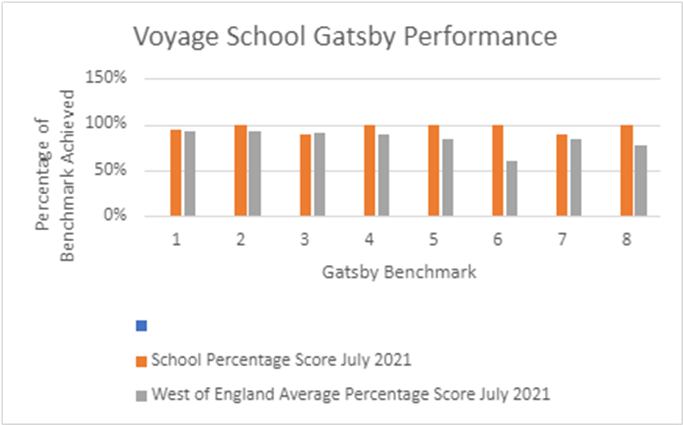 Voyage School Gatsby Performance
150%
100%
50%
0%
Percentage of
Benchmark Achieved
1 2 3 4 5 6 7 8
Gatsby Benchmark
School Percentage Score July 2021
West of England Average Percentage Score July 2021